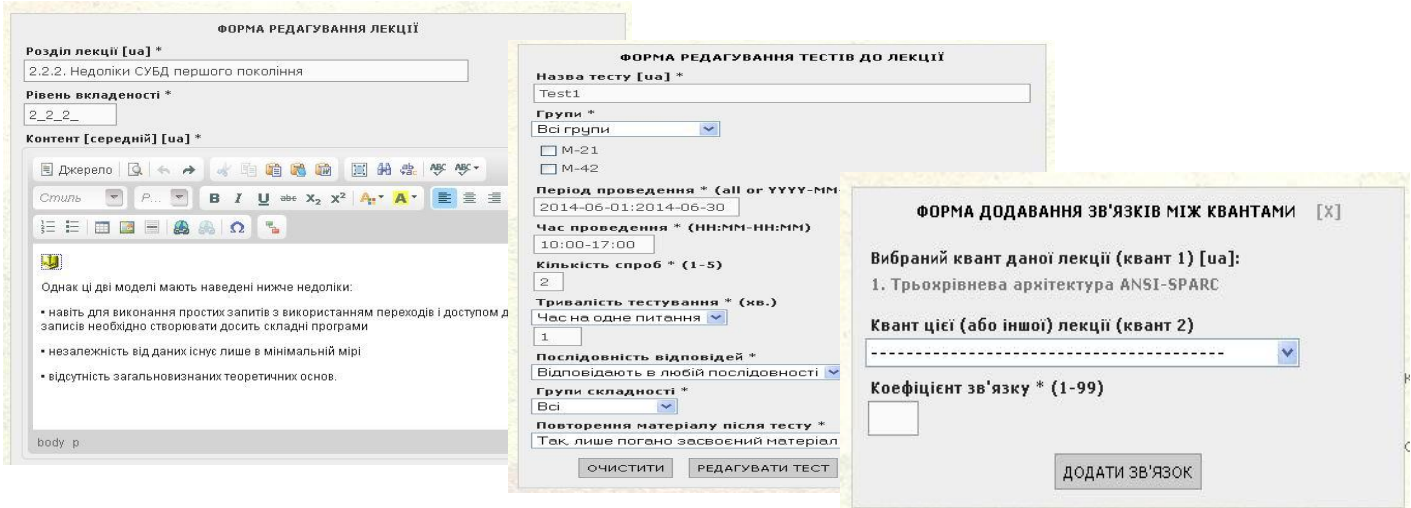 ФОРМА РЕДАГУВАННЯ ЛЕКЦІЇ
Розділ лекції [ua] *
2.2.2. Недоліки СУБД першого покоління
Рівень вкладеності *
2_2_2_
Контент [середній] [ua] *
Джерело
Стиль
Р...
B I U abc X₂ X² A A
Ω
Однак ці дві моделі мають наведені нижче недоліки:
• навіть для виконання простих запитів з використанням переходів і доступом д
записів необхідно створювати досить складні програми
• незалежність від даних існує лише в мінімальній мірі
• відсутність загальновизнаних теоретичних основ.
body p
ФОРМА РЕДАГУВАННЯ ТЕСТІВ ДО ЛЕКЦІЇ
Назва тесту [ua] *
Test1
Групи *
Всі групи
М-21
М-42
Період проведення * (all or YYYY-MM-
2014-06-01:2014-06-30
Час проведення * (HH:MM-HH:MM)
10:00-17:00
Кількість спроб * (1-5)
2
Тривалість тестування * (хв.)
Час на одне питання
1
Послідовність відповідей *
Відповідають в любій послідовності
Групи складності *
Всі
Повторення матеріалу після тесту *
Так, лише погано засвоєний матеріал
ОЧИСТИТИ
РЕДАГУВАТИ ТЕСТ
ФОРМА ДОДАВАННЯ ЗВ'ЯЗКІВ МІЖ КВАНТАМИ [X]
Вибраний квант даної лекції (квант 1) [ua]:
1. Трьохрівнева архітектура ANSI-SPARC
Квант цієї (або іншої) лекції (квант 2)
----------------------------------------
Коефіцієнт зв'язку * (1-99)
ДОДАТИ ЗВ'ЯЗОК